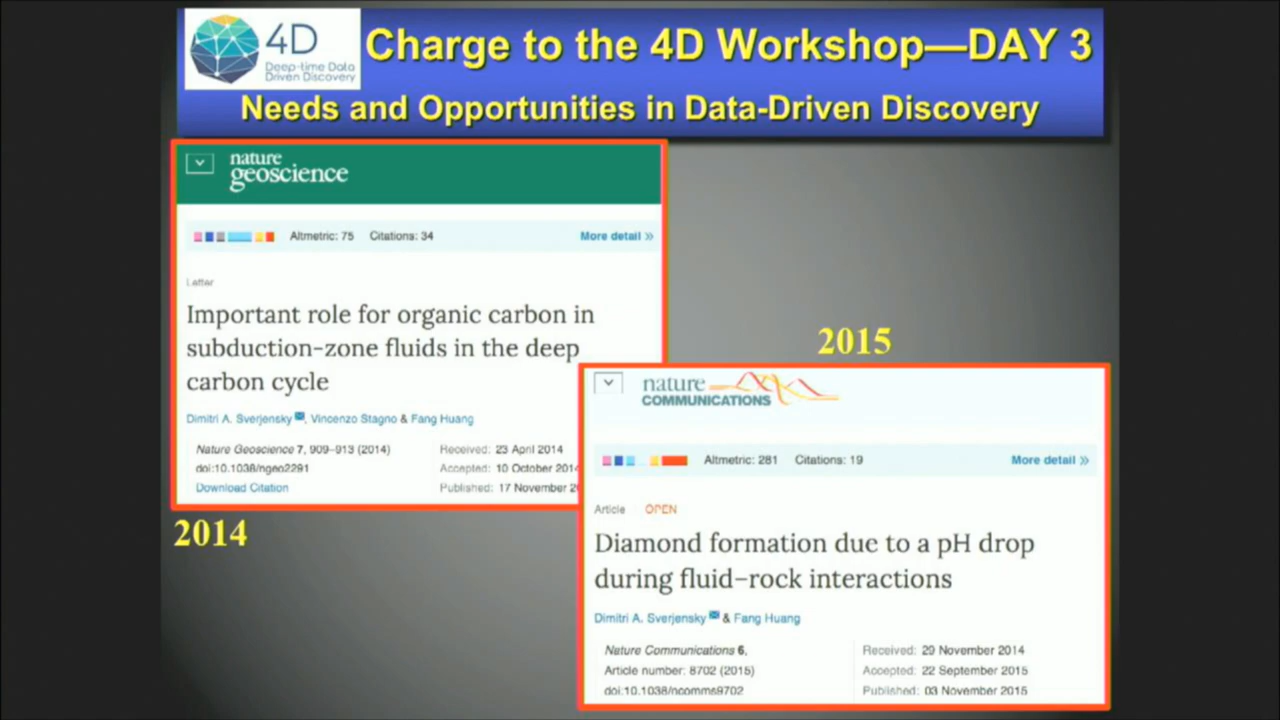 4D
Deep-time Data
Driven Discovery
Charge to the 4D Workshop—DAY 3
Needs and Opportunities in Data-Driven Discovery
nature
geoscience
Altmetric: 75 Citations: 34 More detail »
Letter
Important role for organic carbon in
subduction-zone fluids in the deep
carbon cycle
Dimitri A. Sverjensky, Vincenzo Stagno & Fang Huang
Nature Geoscience 7, 909–913 (2014)
doi:10.1038/ngeo2291
Download Citation
Received: 23 April 2014
Accepted: 10 October 2014
Published: 17 November
2014
2015
nature
COMMUNICATIONS
Altmetric: 281 Citations: 19 More detail »
Article OPEN
Diamond formation due to a pH drop
during fluid–rock interactions
Dimitri A. Sverjensky & Fang Huang
Nature Communications 6,
Article number: 8702 (2015)
doi:10.1038/ncomms9702
Received: 29 November 2014
Accepted: 22 September 2015
Published: 03 November 2015